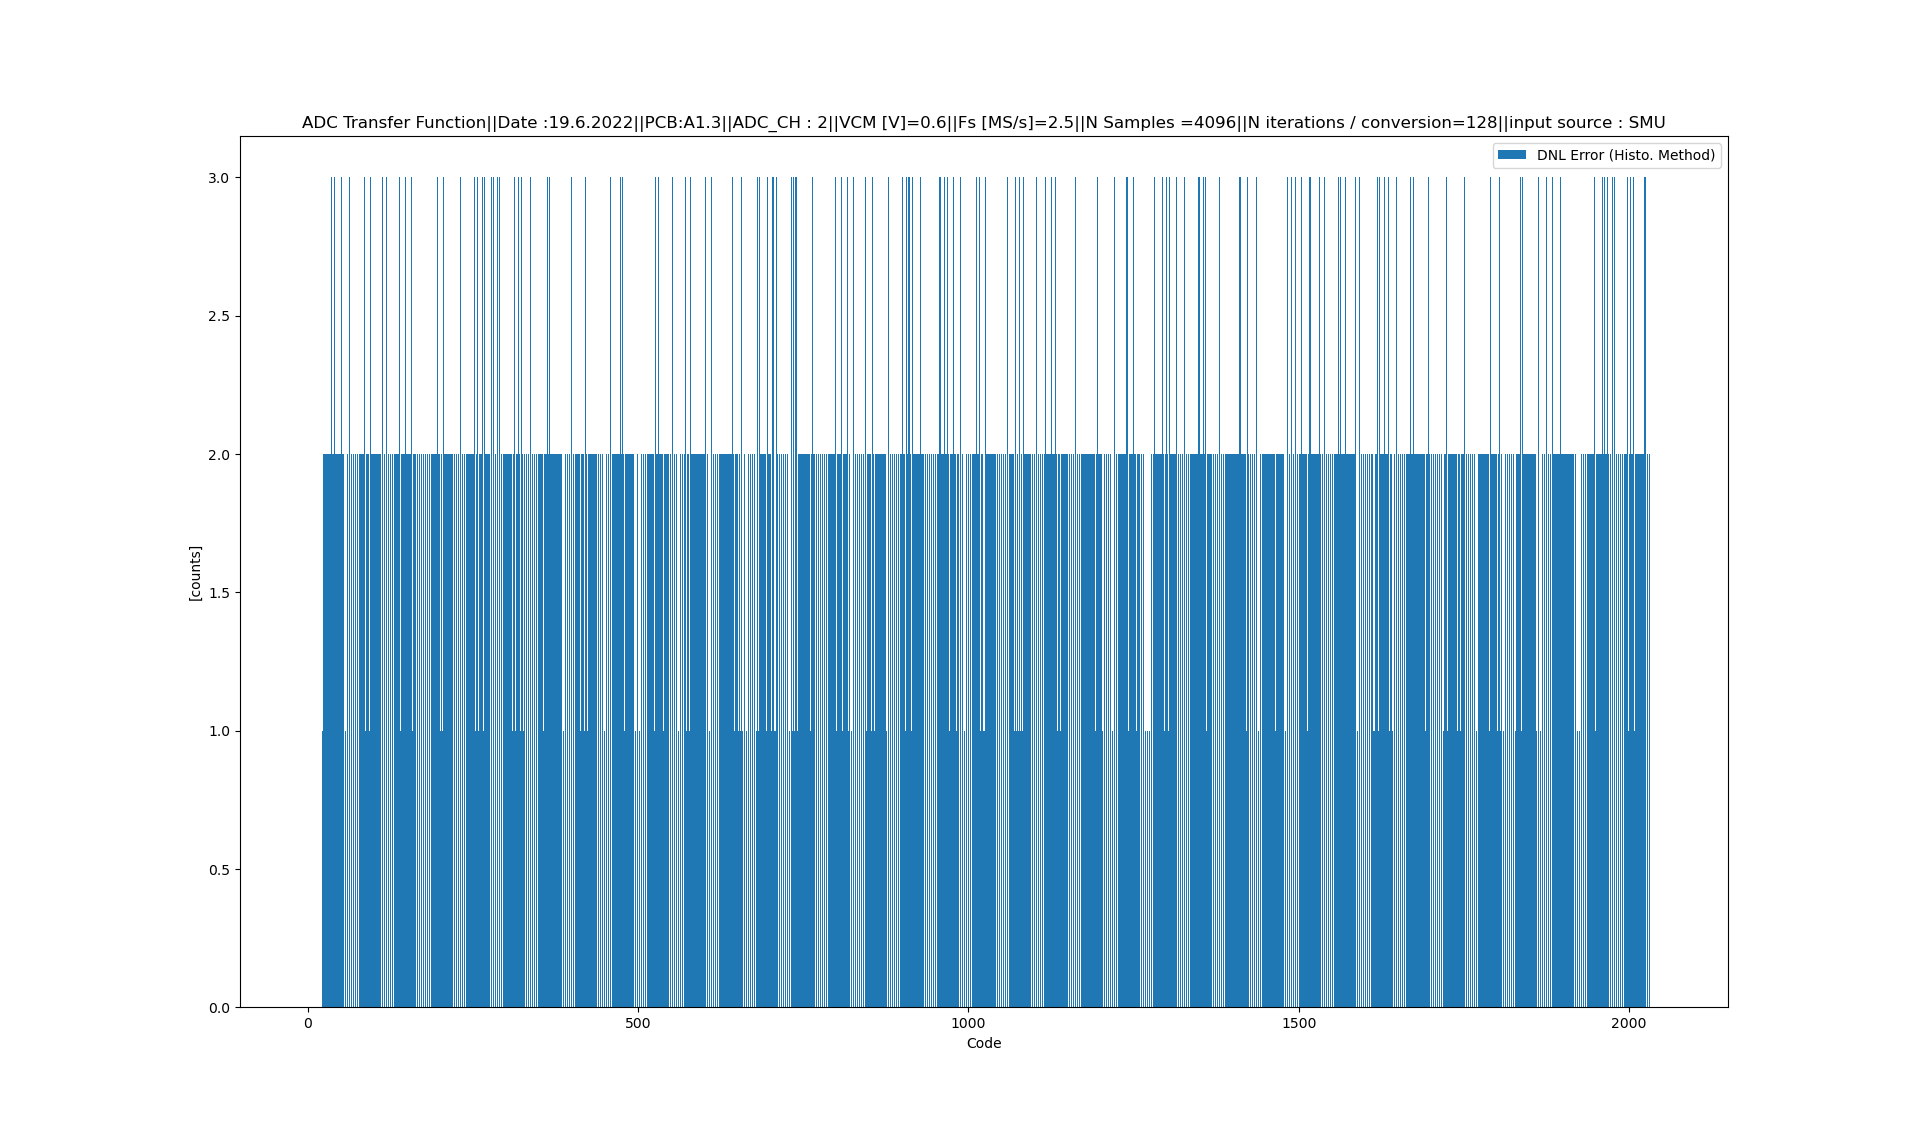 ADC Transfer Function||Date :19.6.2022||PCB:A1.3||ADC_CH : 2||VCM [V]=0.6||Fs [MS/s]=2.5||N Samples =4096||N iterations / conversion=128||input source : SMU
DNL Error (Histo. Method)
3.0
2.5
2.0
1.5
1.0
0.5
0.0
[counts]
0 500 1000 1500 2000
Code